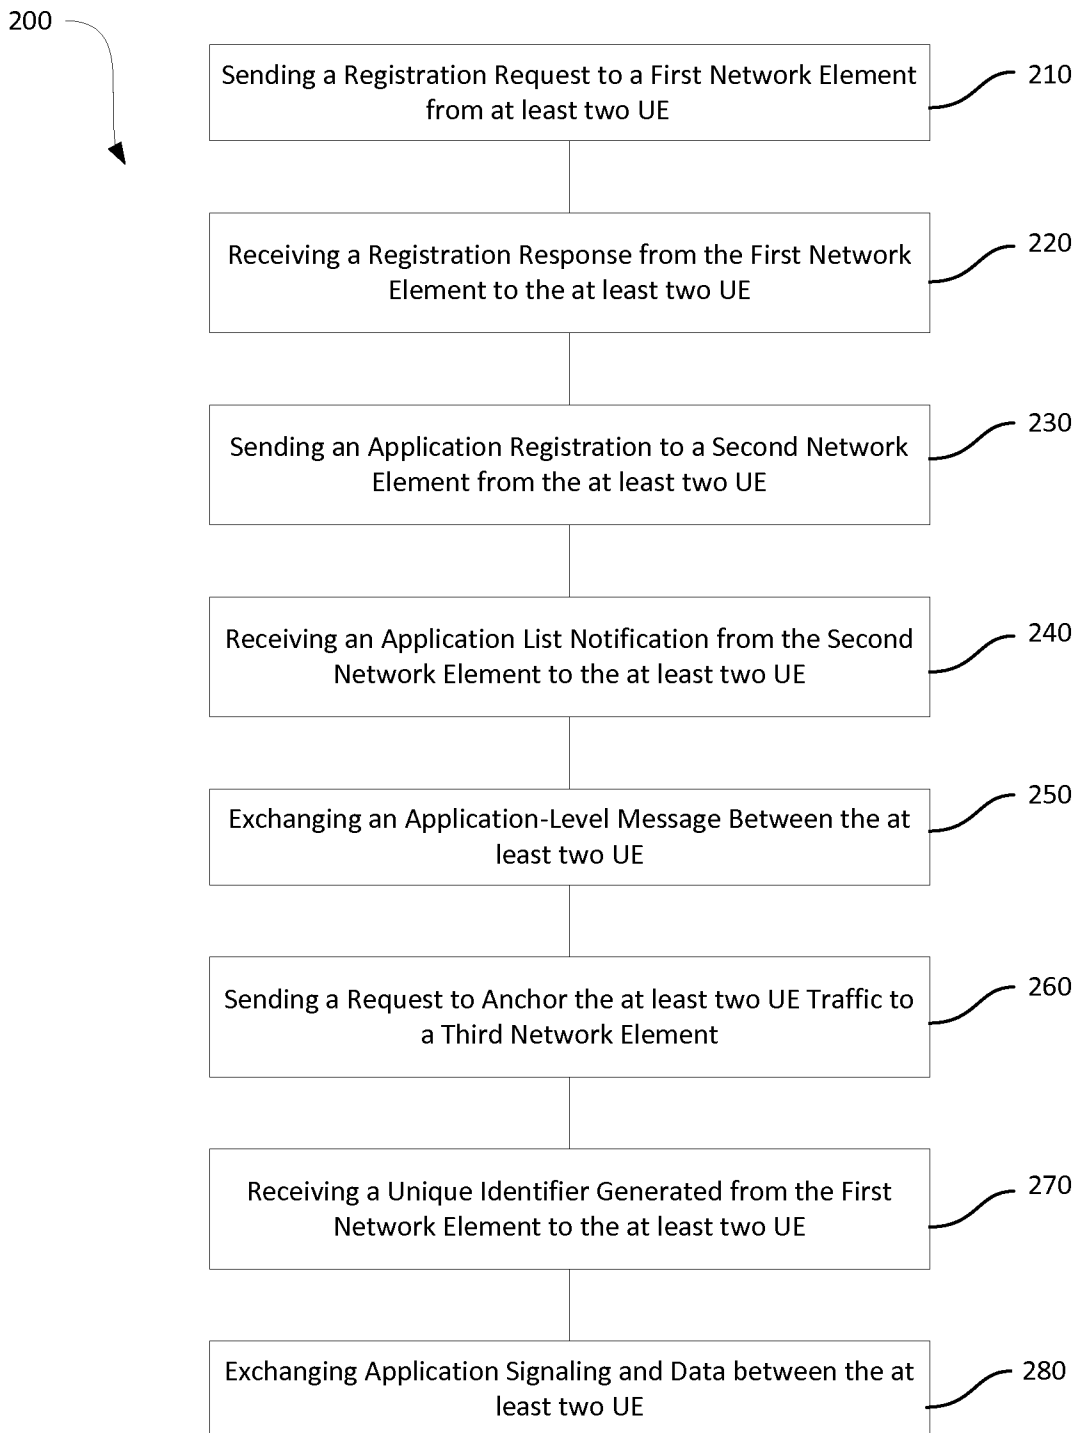 200
Sending a Registration Request to a First Network Element
from at least two UE
210
Receiving a Registration Response from the First Network
Element to the at least two UE
220
Sending an Application Registration to a Second Network
Element from the at least two UE
230
Receiving an Application List Notification from the Second
Network Element to the at least two UE
240
Exchanging an Application-Level Message Between the at
least two UE
250
Sending a Request to Anchor the at least two UE Traffic to
a Third Network Element
260
Receiving a Unique Identifier Generated from the First
Network Element to the at least two UE
270
Exchanging Application Signaling and Data between the at
least two UE
280